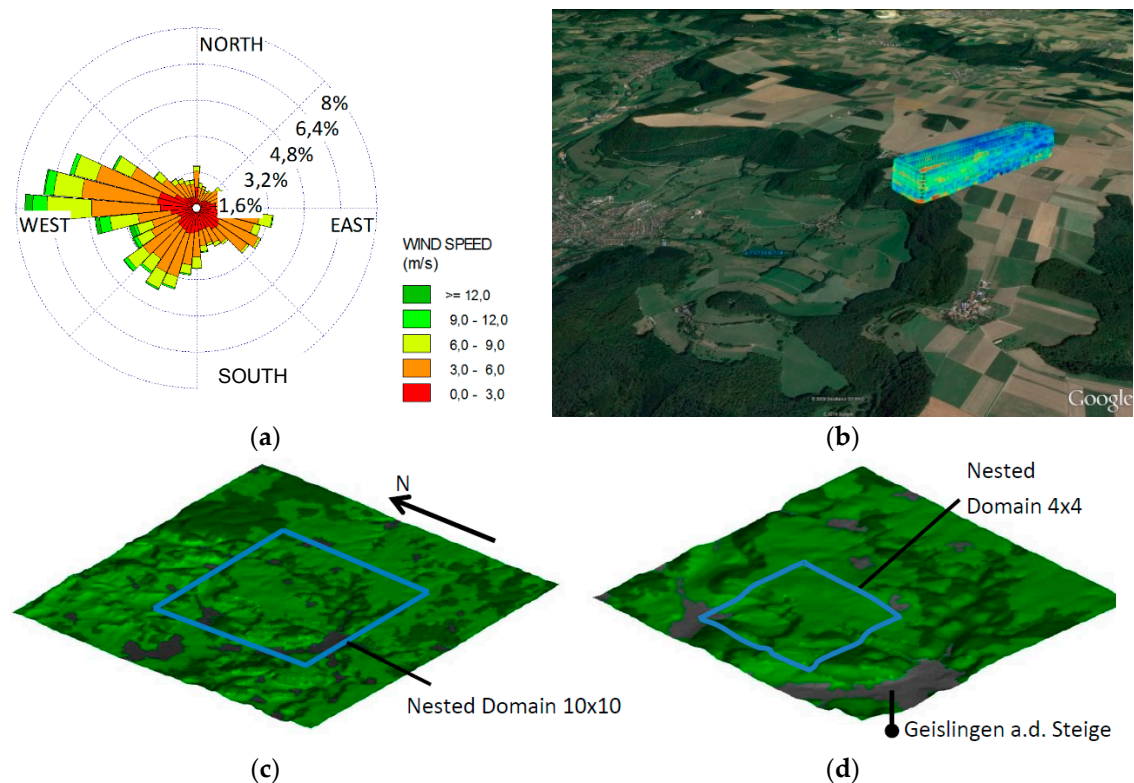 NORTH
8%
6,4%
4,8%
3,2%
1,6%
WEST
EAST
SOUTH
WIND SPEED
(m/s)
>= 12,0
9,0 - 12,0
6,0 - 9,0
3,0 - 6,0
0,0 - 3,0
(a)
Google
(b)
N
Nested Domain 10x10
(c)
Nested
Domain 4x4
Geislingen a.d. Steige
(d)